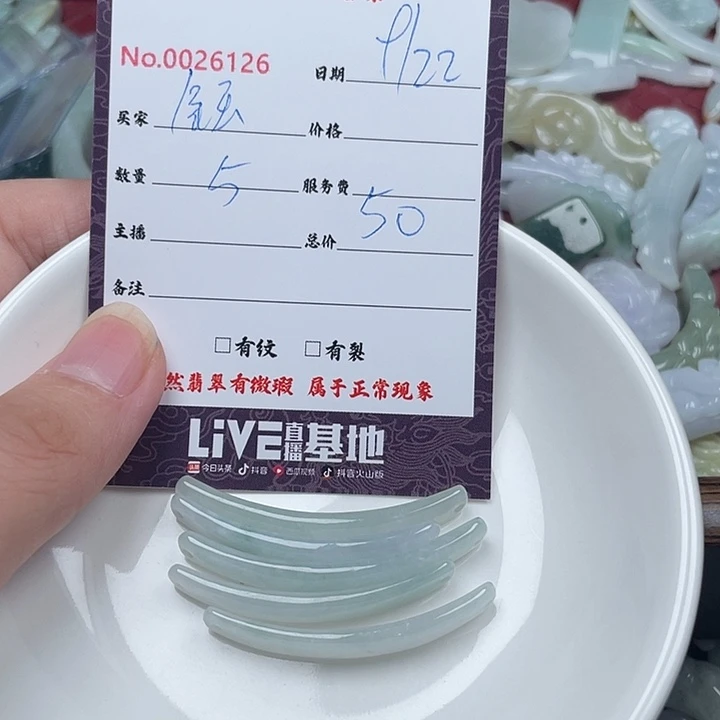 No.0026126
日期 9/22
买家 价格
数量 5 服务费 50
主播 总价
备注
□有纹 □有裂
然翡翠有微瑕 属于正常现象
LiVE直播基地
今日头条 抖音 西瓜视频 抖音火山版